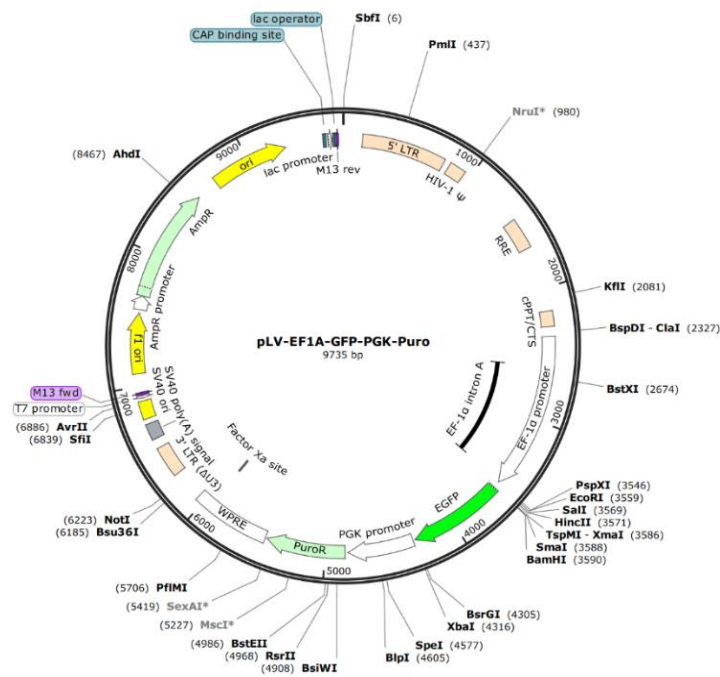 lac operator
CAP binding site
SbfI (6)
PmlI (437)
NruI* (980)
(8467) AhdI
9000
1000
ori
lac promoter
M13 rev
5' LTR
HIV-1 Ψ
RRE
AmpR
8000
2000
KflI (2081)
cPPT/CTS
BspDI - ClaI (2327)
AmpR promoter
f1 ori
pLV-EF1A-GFP-PGK-Puro
9735 bp
BstXI (2674)
EF-1α intron A
EF-1α promoter
3000
M13 fwd
T7 promoter
7000
(6886) AvrII
(6839) SfiI
SV40 ori
SV40 poly(A) signal
3' LTR (ΔU3)
Factor Xa site
PspXI (3546)
EcoRI (3559)
SalI (3569)
HincII (3571)
TspMI - XmaI (3586)
SmaI (3588)
BamHI (3590)
(6223) NotI
(6185) Bsu36I
6000
WPRE
PuroR
PGK promoter
EGFP
4000
5000
(5706) PflMI
(5419) SexAI*
(5227) MscI*
(4986) BstEII
(4968) RsrII
(4908) BsiWI
BsrGI (4305)
XbaI (4316)
SpeI (4577)
BlpI (4605)